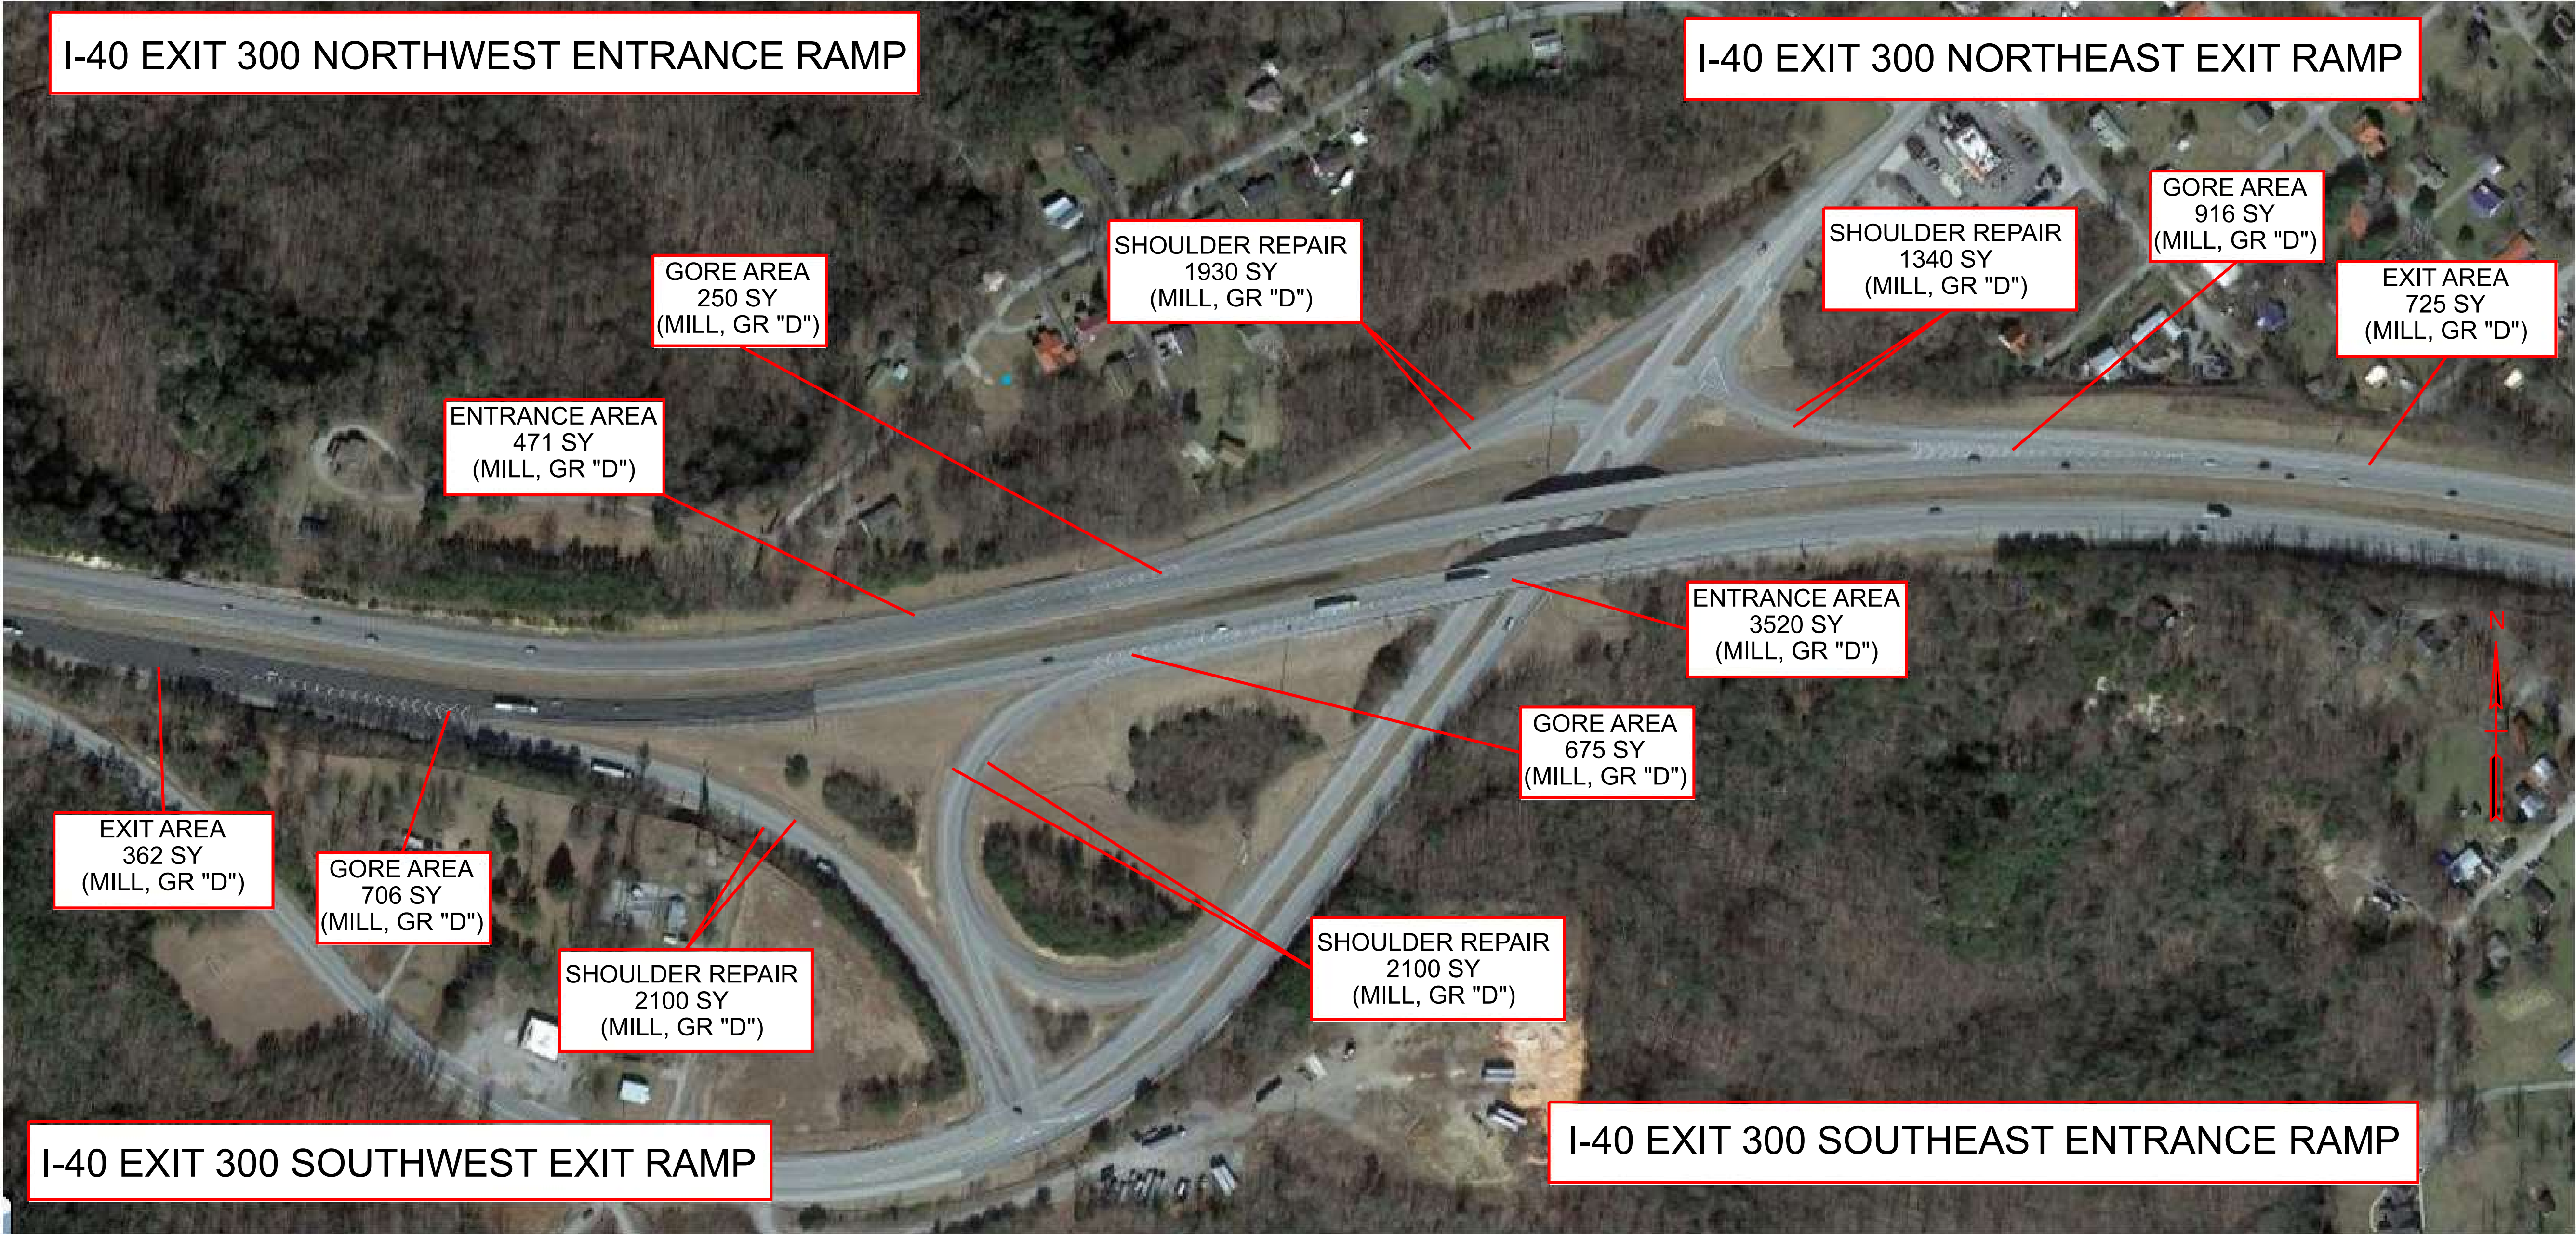 I-40 EXIT 300 NORTHWEST ENTRANCE RAMP
I-40 EXIT 300 NORTHEAST EXIT RAMP
GORE AREA
916 SY
(MILL, GR "D")
SHOULDER REPAIR
1340 SY
(MILL, GR "D")
SHOULDER REPAIR
1930 SY
(MILL, GR "D")
GORE AREA
250 SY
(MILL, GR "D")
EXIT AREA
725 SY
(MILL, GR "D")
ENTRANCE AREA
471 SY
(MILL, GR "D")
ENTRANCE AREA
3520 SY
(MILL, GR "D")
N
GORE AREA
675 SY
(MILL, GR "D")
EXIT AREA
362 SY
(MILL, GR "D")
GORE AREA
706 SY
(MILL, GR "D")
SHOULDER REPAIR
2100 SY
(MILL, GR "D")
SHOULDER REPAIR
2100 SY
(MILL, GR "D")
I-40 EXIT 300 SOUTHWEST EXIT RAMP
I-40 EXIT 300 SOUTHEAST ENTRANCE RAMP